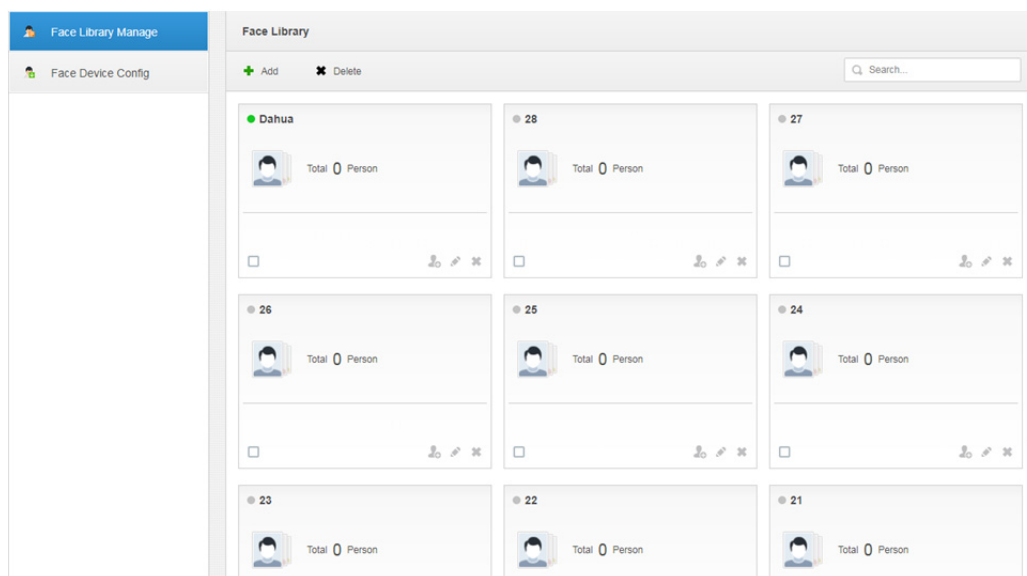 Face Library Manage
Face Device Config
Face Library
Add Delete Search...
Dahua 28 27
Total 0 Person Total 0 Person Total 0 Person
26 25 24
Total 0 Person Total 0 Person Total 0 Person
23 22 21
Total 0 Person Total 0 Person Total 0 Person